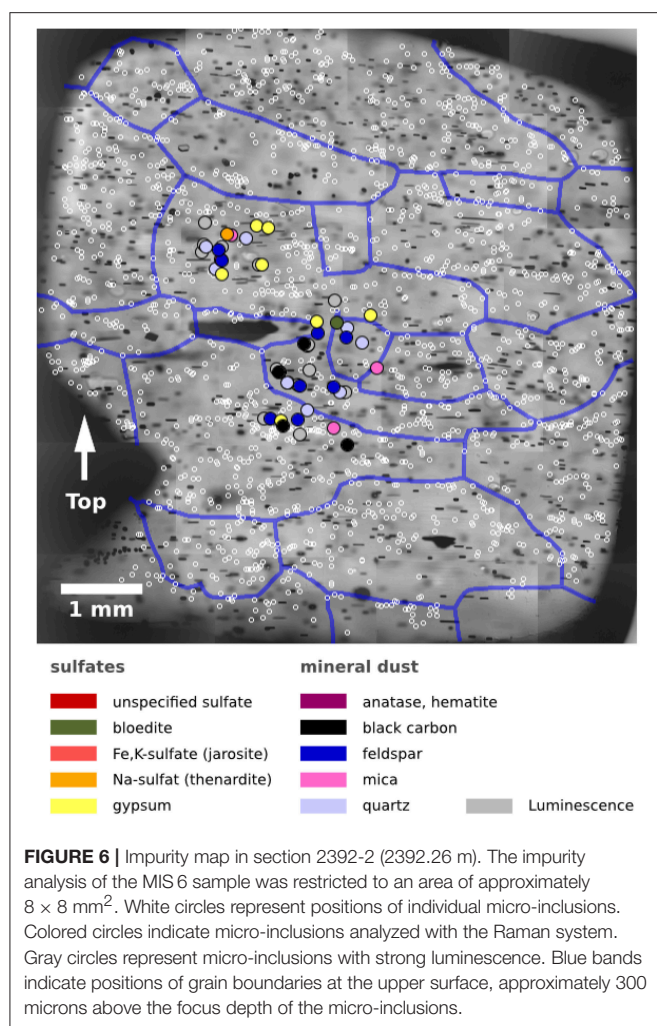 Top
1 mm
sulfates
mineral dust
unspecified sulfate
anatase, hematite
bloedite
black carbon
Fe,K-sulfate (jarosite)
feldspar
Na-sulfat (thenardite)
mica
gypsum
quartz
Luminescence
FIGURE 6 | Impurity map in section 2392-2 (2392.26 m). The impurity
analysis of the MIS 6 sample was restricted to an area of approximately
8 × 8 mm². White circles represent positions of individual micro-inclusions.
Colored circles indicate micro-inclusions analyzed with the Raman system.
Gray circles represent micro-inclusions with strong luminescence. Blue bands
indicate positions of grain boundaries at the upper surface, approximately 300
microns above the focus depth of the micro-inclusions.